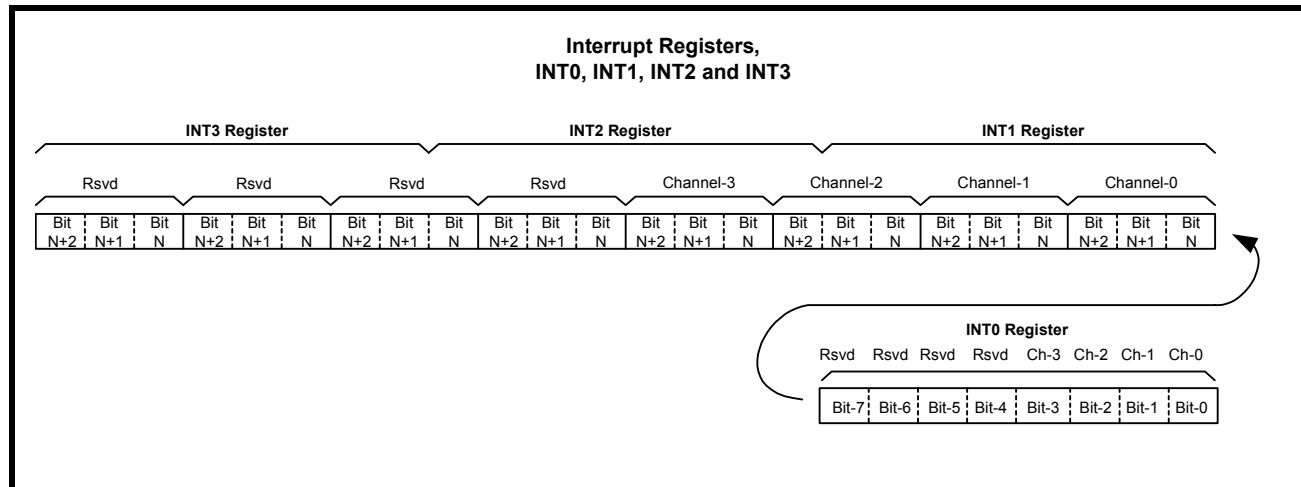 Interrupt Registers,
INT0, INT1, INT2 and INT3
INT3 Register INT2 Register INT1 Register
Rsvd Rsvd Rsvd Rsvd Channel-3 Channel-2 Channel-1 Channel-0
Bit Bit Bit Bit Bit Bit Bit Bit Bit Bit Bit Bit Bit Bit Bit Bit Bit Bit Bit Bit Bit Bit Bit Bit
N+2 N+1 N N+2 N+1 N N+2 N+1 N N+2 N+1 N N+2 N+1 N N+2 N+1 N N+2 N+1 N N+2 N+1 N
INT0 Register
Rsvd Rsvd Rsvd Rsvd Ch-3 Ch-2 Ch-1 Ch-0
Bit-7 Bit-6 Bit-5 Bit-4 Bit-3 Bit-2 Bit-1 Bit-0